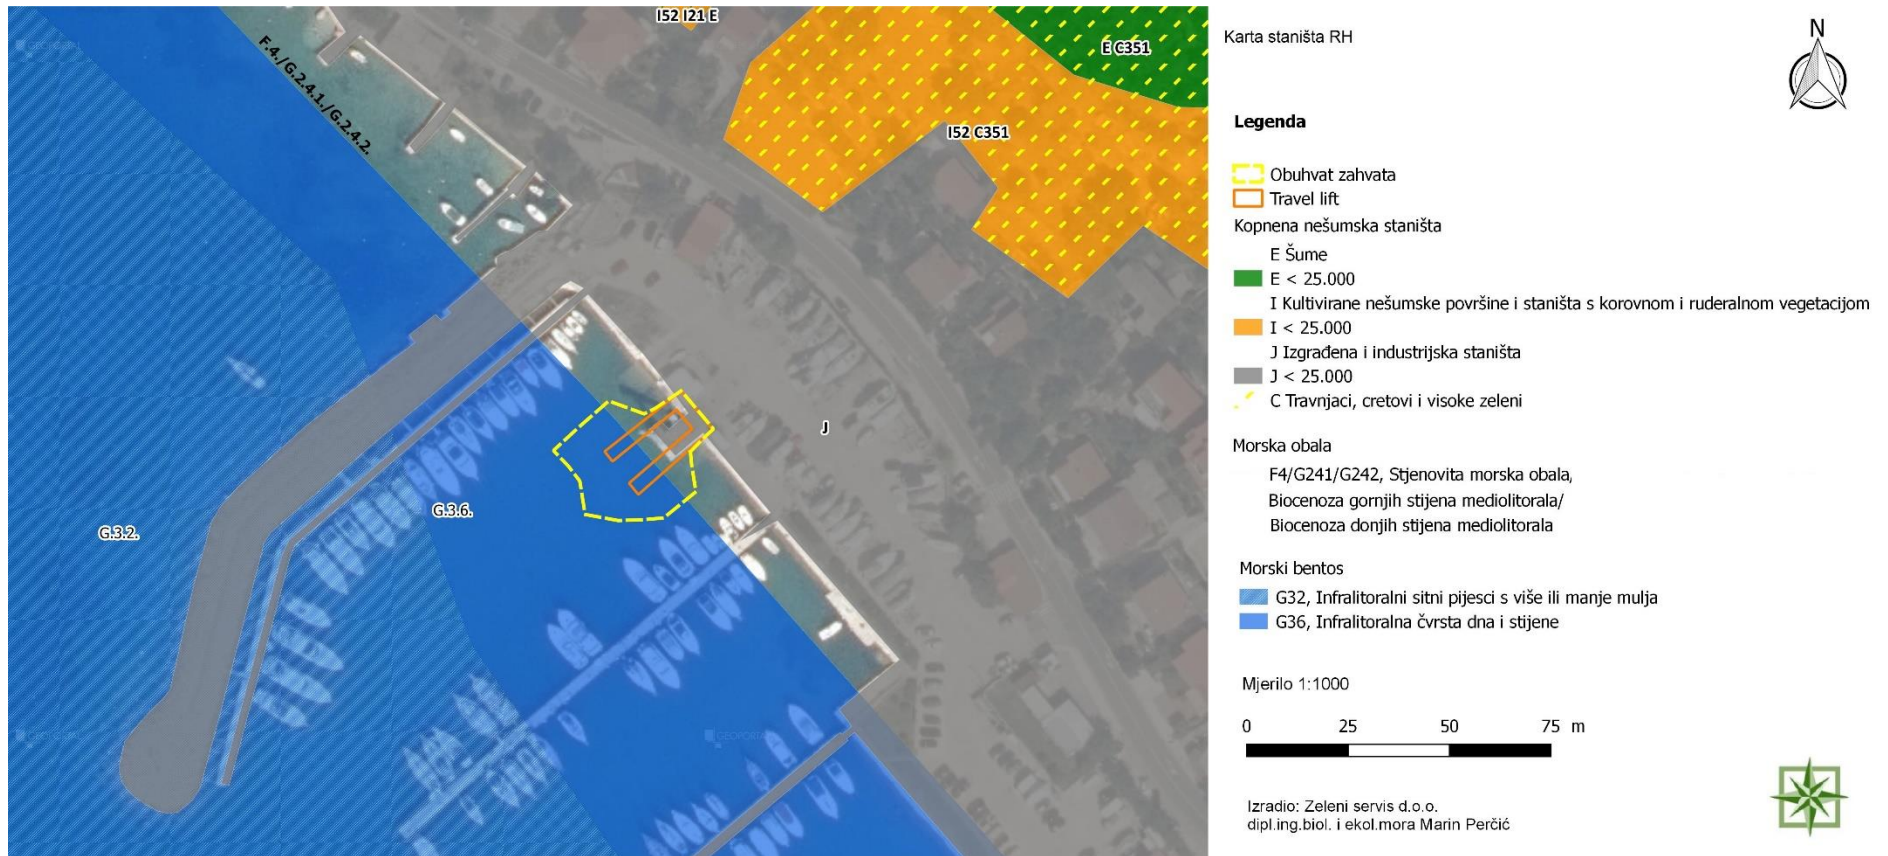 I52 I21 E
E C351
I52 C351
F.4./G.2.4.1./G.2.4.2.
J
G.3.6.
G.3.2.
GEOPORTAL
Karta staništa RH
N
Legenda
Obuhvat zahvata
Travel lift
Kopnena nešumska staništa
E Šume
E < 25.000
I Kultivirane nešumske površine i staništa s korovnom i ruderalnom vegetacijom
I < 25.000
J Izgrađena i industrijska staništa
J < 25.000
C Travnjaci, cretovi i visoke zeleni
Morska obala
F4/G241/G242, Stjenovita morska obala,
Biocenoza gornjih stijena mediolitorala/
Biocenoza donjih stijena mediolitorala
Morski bentos
G32, Infralitoralni sitni pijesci s više ili manje mulja
G36, Infralitoralna čvrsta dna i stijene
Mjerilo 1:1000
0 25 50 75 m
Izradio: Zeleni servis d.o.o.
dipl.ing.biol. i ekol.mora Marin Perčić